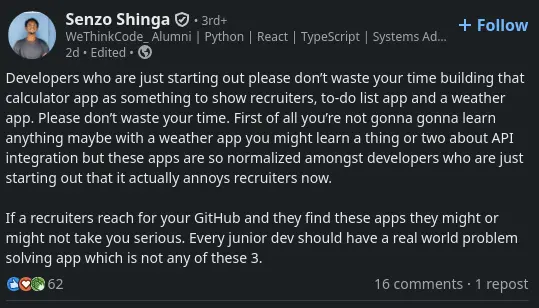 Senzo Shinga • 3rd+
+ Follow
WeThinkCode_ Alumni | Python | React | TypeScript | Systems Ad...
2d • Edited •
Developers who are just starting out please don’t waste your time building that
calculator app as something to show recruiters, to-do list app and a weather
app. Please don’t waste your time. First of all you’re not gonna gonna learn
anything maybe with a weather app you might learn a thing or two about API
integration but these apps are so normalized amongst developers who are just
starting out that it actually annoys recruiters now.
If a recruiters reach for your GitHub and they find these apps they might or
might not take you serious. Every junior dev should have a real world problem
solving app which is not any of these 3.
62
16 comments • 1 repost